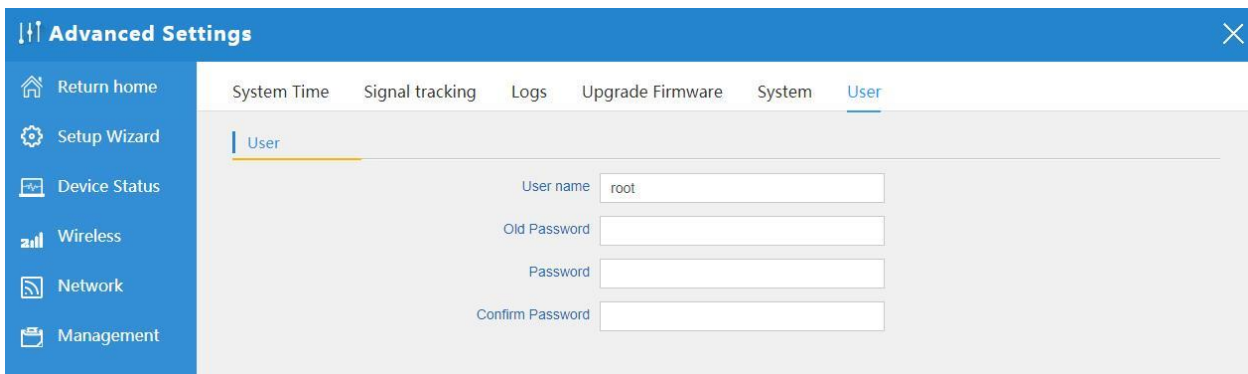 Advanced Settings
Return home
Setup Wizard
Device Status
Wireless
Network
Management
System Time Signal tracking Logs Upgrade Firmware System User
User
User name root
Old Password
Password
Confirm Password